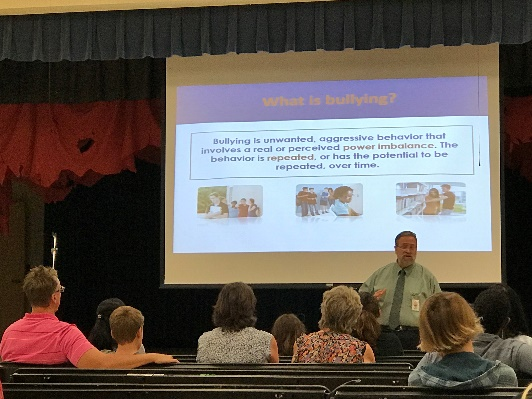 What is bullying?
Bullying is unwanted, aggressive behavior that
involves a real or perceived power imbalance. The
behavior is repeated, or has the potential to be
repeated, over time.